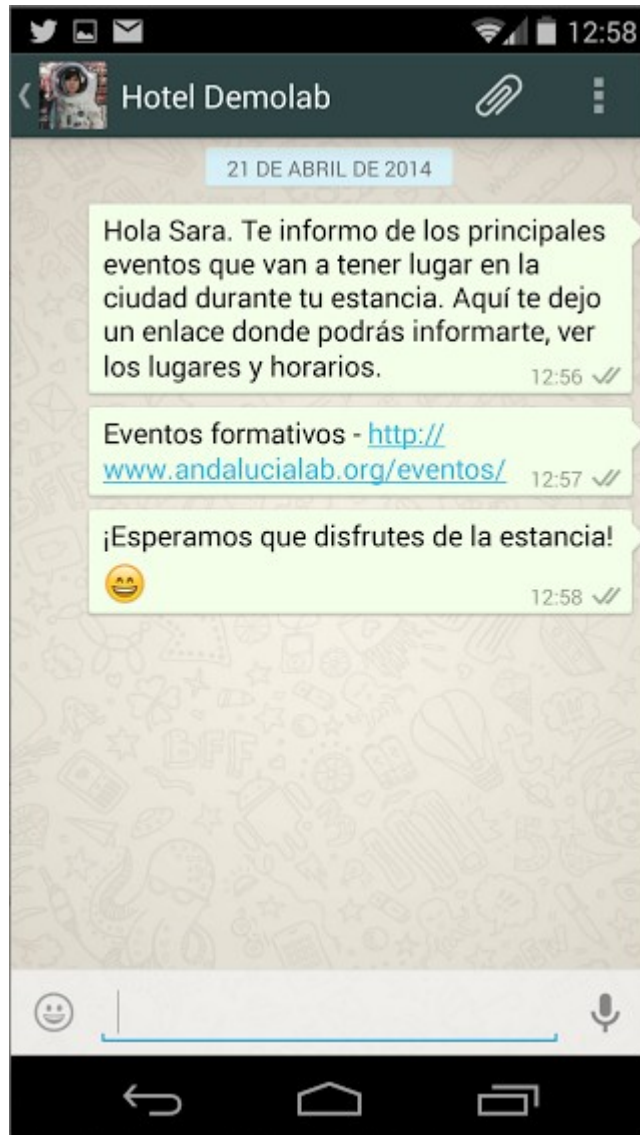 12:58
Hotel Demolab
21 DE ABRIL DE 2014
Hola Sara. Te informo de los principales
eventos que van a tener lugar en la
ciudad durante tu estancia. Aquí te dejo
un enlace donde podrás informarte, ver
los lugares y horarios.
12:56
Eventos formativos - http://
www.andalucialab.org/eventos/
12:57
¡Esperamos que disfrutes de la estancia!
😄
12:58
BFF